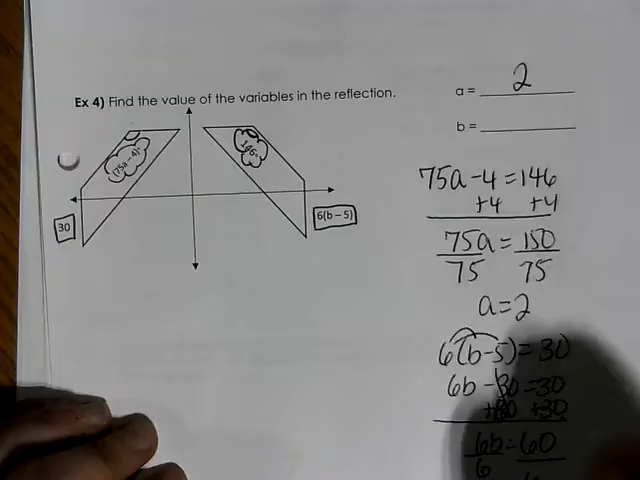 Ex 4) Find the value of the variables in the reflection.
a = 2
b =
(75a – 4)°
146°
30
6(b – 5)
75a - 4 = 146
+4 +4
75a = 150
75 75
a = 2
6(b - 5) = 30
6b - 30 = 30
+30 +30
6b = 60
6